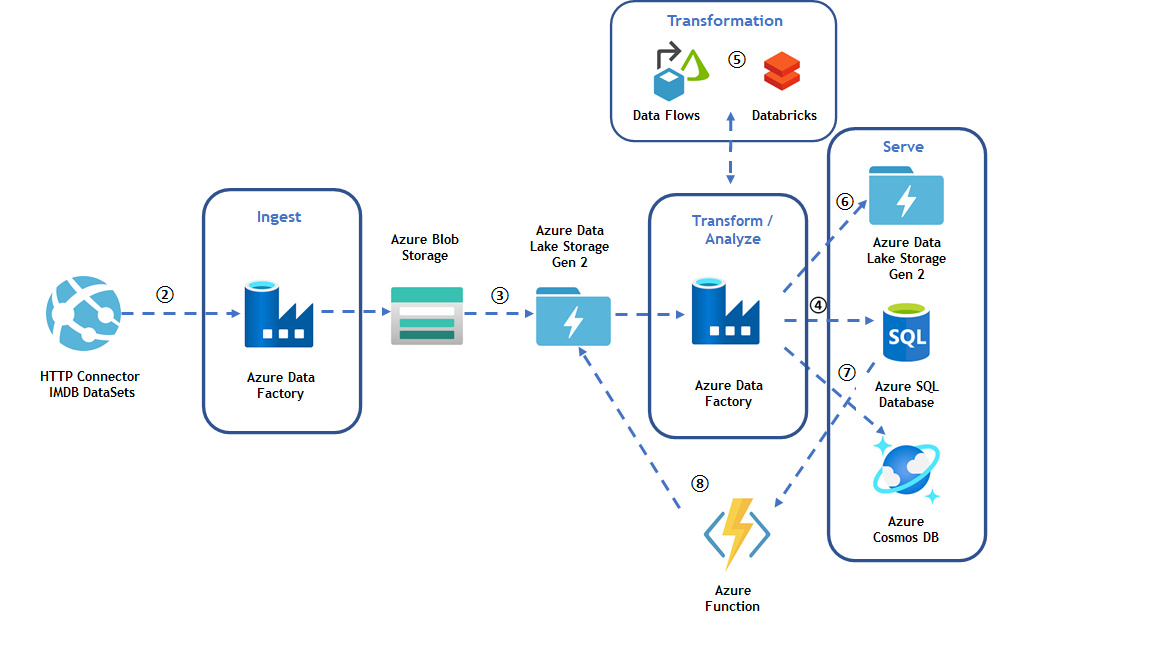 Transformation
⑤
Data Flows
Databricks
Serve
⑥
Azure Data
Lake Storage
Gen 2
Ingest
Transform /
Analyze
Azure Blob
Storage
Azure Data
Lake Storage
Gen 2
②
③
④
SQL
HTTP Connector
IMDB DataSets
Azure Data
Factory
Azure Data
Factory
⑦
Azure SQL
Database
⑧
Azure
Cosmos DB
Azure
Function